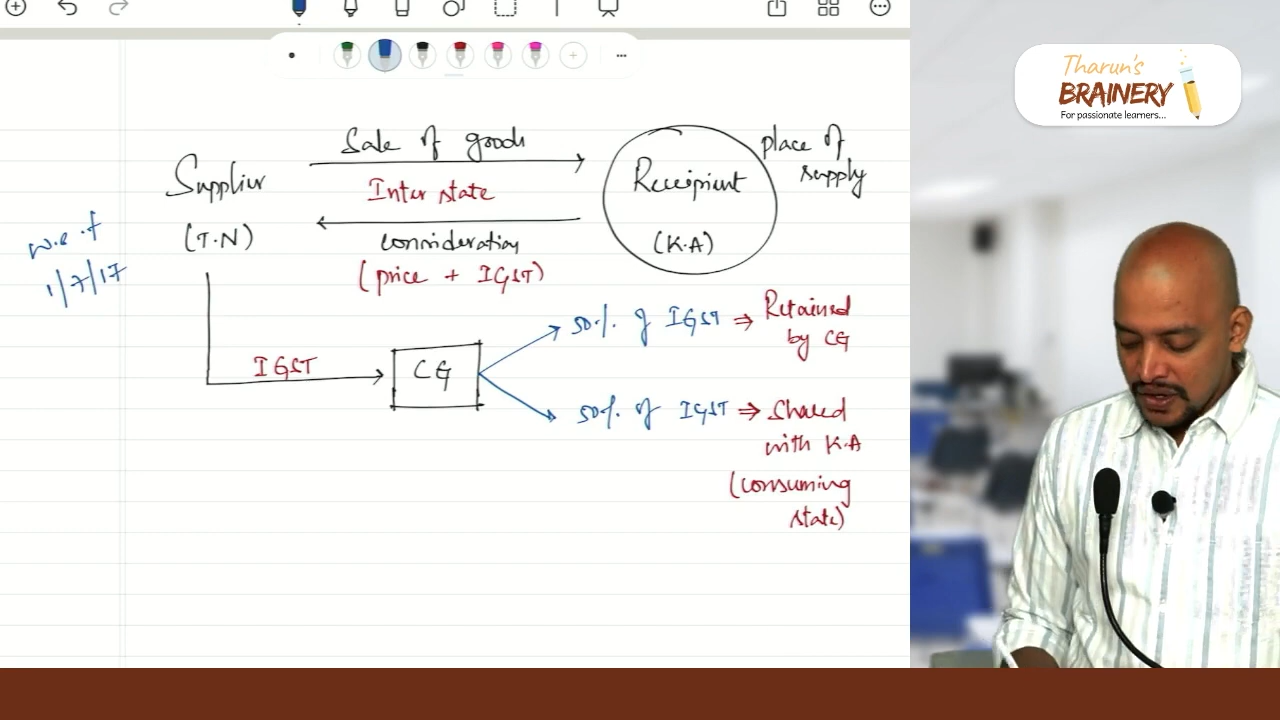 Tharun's
BRAINERY
For passionate learners...
Sale of goods
place of
supply
Supplier
Inter state
Recipient
(T.N)
consideration
(K.A)
w.e.f
1/7/17
(price + IGST)
50%. of IGST ⇒ Retained
by CG
IGST
CG
50%. of IGST ⇒ Shared
with K.A
(consuming
state)